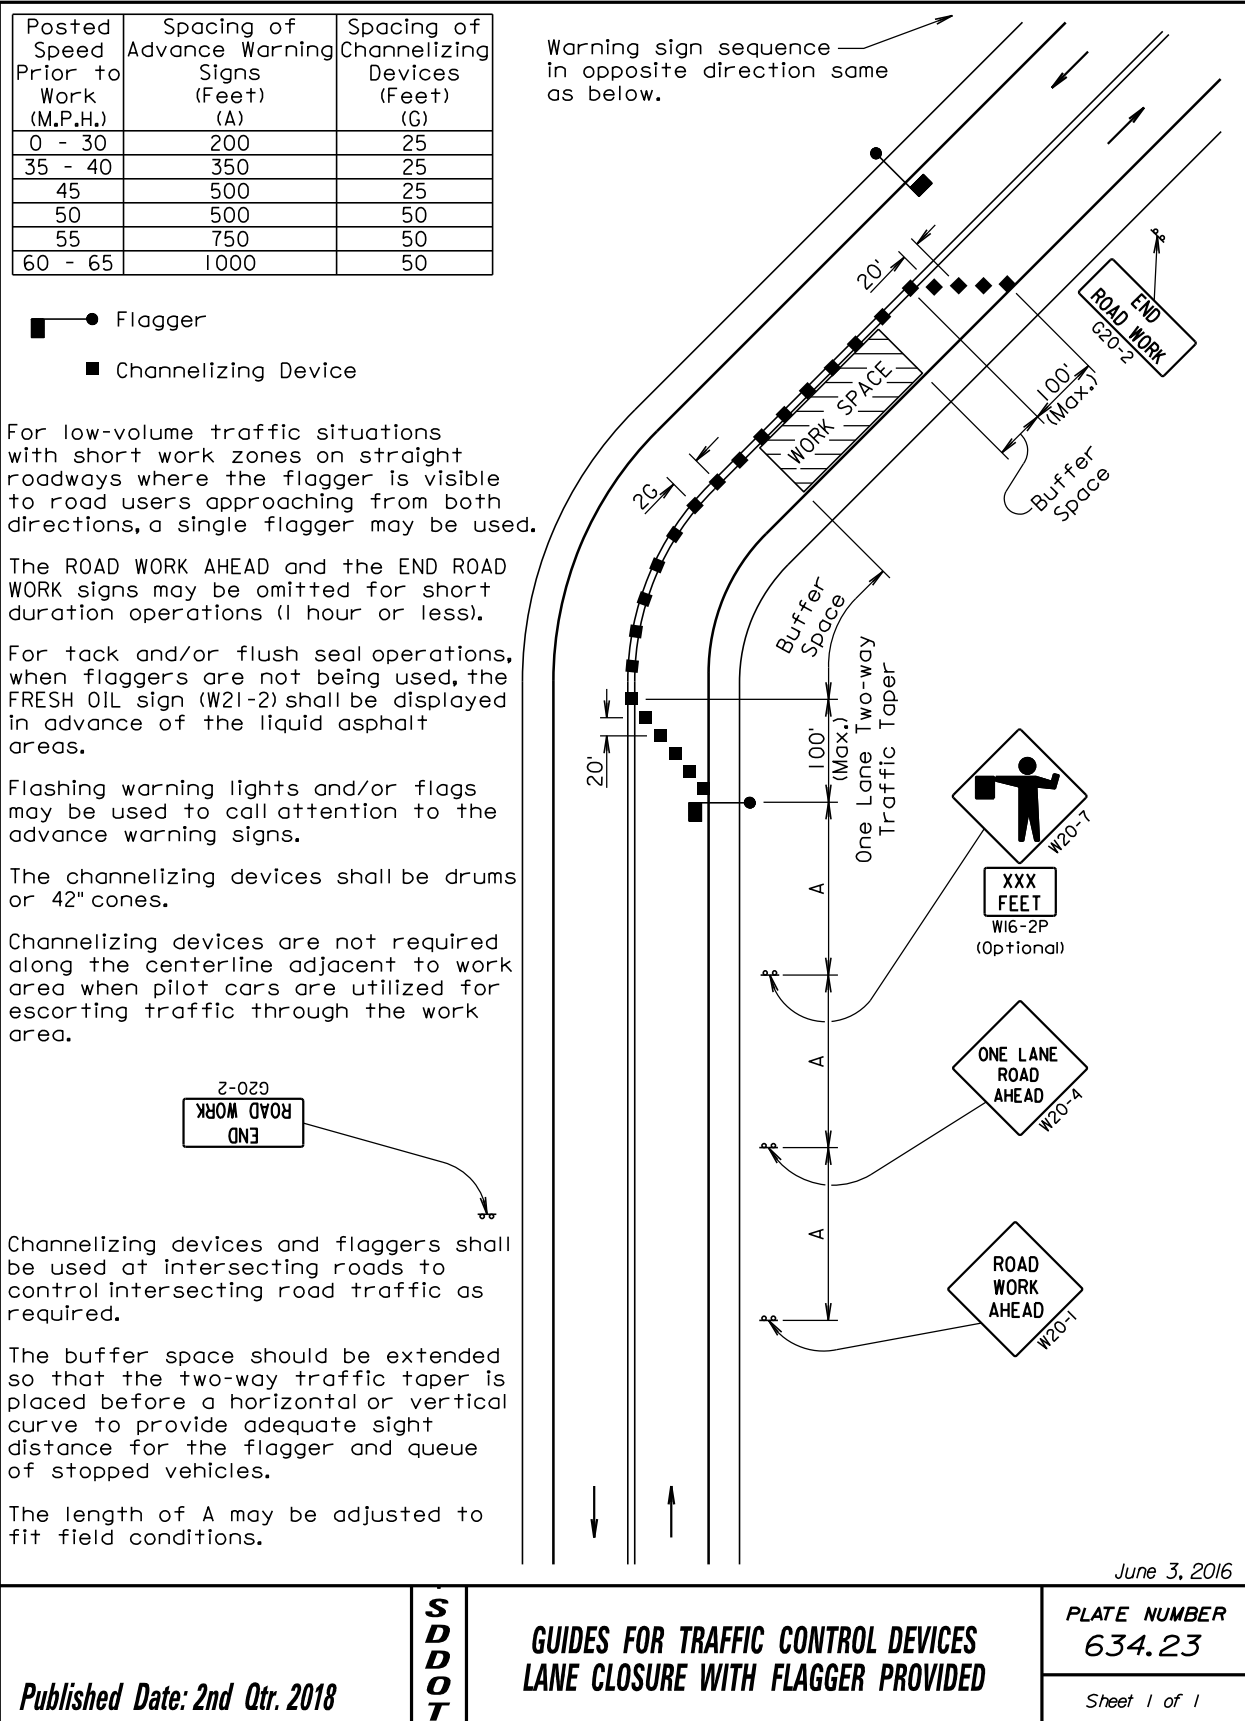 Posted Speed Prior to Work (M.P.H.)
Spacing of Advance Warning Signs (Feet) (A)
Spacing of Channelizing Devices (Feet) (G)
0 - 30 200 25
35 - 40 350 25
45 500 25
50 500 50
55 750 50
60 - 65 1000 50
Flagger
Channelizing Device
Warning sign sequence
in opposite direction same
as below.
For low-volume traffic situations
with short work zones on straight
roadways where the flagger is visible
to road users approaching from both
directions, a single flagger may be used.
The ROAD WORK AHEAD and the END ROAD
WORK signs may be omitted for short
duration operations (1 hour or less).
For tack and/or flush seal operations,
when flaggers are not being used, the
FRESH OIL sign (W21-2) shall be displayed
in advance of the liquid asphalt
areas.
Flashing warning lights and/or flags
may be used to call attention to the
advance warning signs.
The channelizing devices shall be drums
or 42" cones.
Channelizing devices are not required
along the centerline adjacent to work
area when pilot cars are utilized for
escorting traffic through the work
area.
G20-2
END
ROAD WORK
Channelizing devices and flaggers shall
be used at intersecting roads to
control intersecting road traffic as
required.
The buffer space should be extended
so that the two-way traffic taper is
placed before a horizontal or vertical
curve to provide adequate sight
distance for the flagger and queue
of stopped vehicles.
The length of A may be adjusted to
fit field conditions.
20'
END
ROAD WORK
G20-2
100'
(Max.)
Buffer
Space
WORK SPACE
2G
Buffer
Space
20'
100'
(Max.)
One Lane Two-way
Traffic Taper
A
A
A
W20-7
XXX
FEET
W16-2P
(Optional)
ONE LANE
ROAD
AHEAD
W20-4
ROAD
WORK
AHEAD
W20-1
June 3, 2016
Published Date: 2nd Qtr. 2018
S
D
D
O
T
GUIDES FOR TRAFFIC CONTROL DEVICES
LANE CLOSURE WITH FLAGGER PROVIDED
PLATE NUMBER
634.23
Sheet 1 of 1